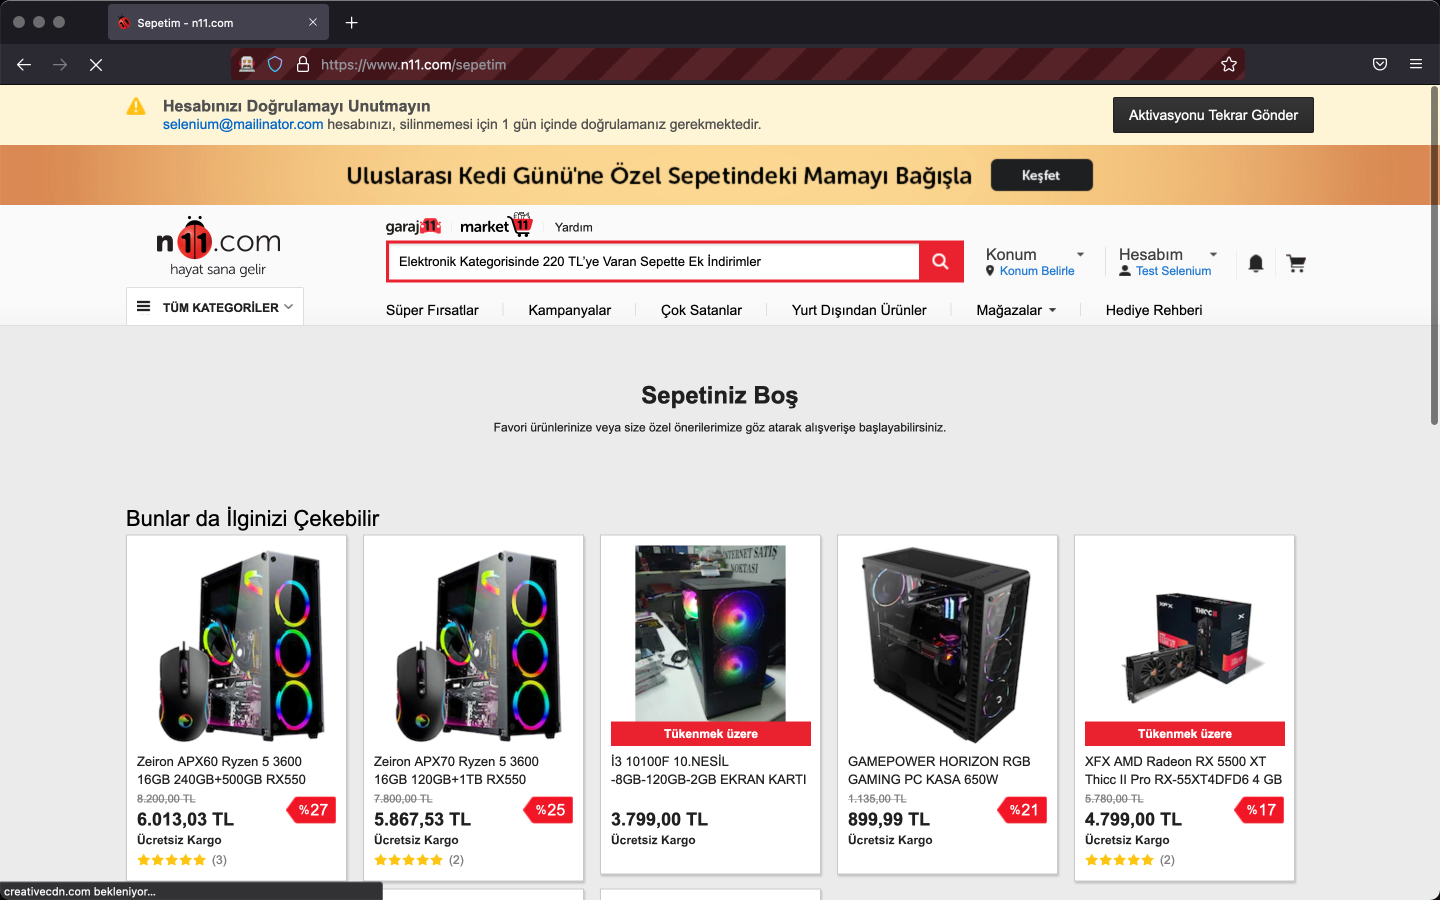 Sepetim - n11.com
https://www.n11.com/sepetim
Hesabınızı Doğrulamayı Unutmayın
selenium@mailinator.com hesabınızı, silinmemesi için 1 gün içinde doğrulamanız gerekmektedir.
Aktivasyonu Tekrar Gönder
Uluslarası Kedi Günü'ne Özel Sepetindeki Mamayı Bağışla
Keşfet
n11.com
hayat sana gelir
garaj11
market11
Yardım
Elektronik Kategorisinde 220 TL'ye Varan Sepette Ek İndirimler
Konum
Konum Belirle
Hesabım
Test Selenium
TÜM KATEGORİLER
Süper Fırsatlar
Kampanyalar
Çok Satanlar
Yurt Dışından Ürünler
Mağazalar
Hediye Rehberi
Sepetiniz Boş
Favori ürünlerinize veya size özel önerilerimize göz atarak alışverişe başlayabilirsiniz.
Bunlar da İlginizi Çekebilir
Zeiron APX60 Ryzen 5 3600
16GB 240GB+500GB RX550
8.200,00 TL
6.013,03 TL
%27
Ücretsiz Kargo
(3)
Zeiron APX70 Ryzen 5 3600
16GB 120GB+1TB RX550
7.800,00 TL
5.867,53 TL
%25
Ücretsiz Kargo
(2)
İNTERNET SATIŞ
NOKTASI
Tükenmek üzere
İ3 10100F 10.NESİL
-8GB-120GB-2GB EKRAN KARTI
3.799,00 TL
Ücretsiz Kargo
GAMEPOWER HORIZON RGB
GAMING PC KASA 650W
1.135,00 TL
899,99 TL
%21
Ücretsiz Kargo
XFX
THICC II
Tükenmek üzere
XFX AMD Radeon RX 5500 XT
Thicc II Pro RX-55XT4DFD6 4 GB
5.780,00 TL
4.799,00 TL
%17
Ücretsiz Kargo
(2)
creativecdn.com bekleniyor...